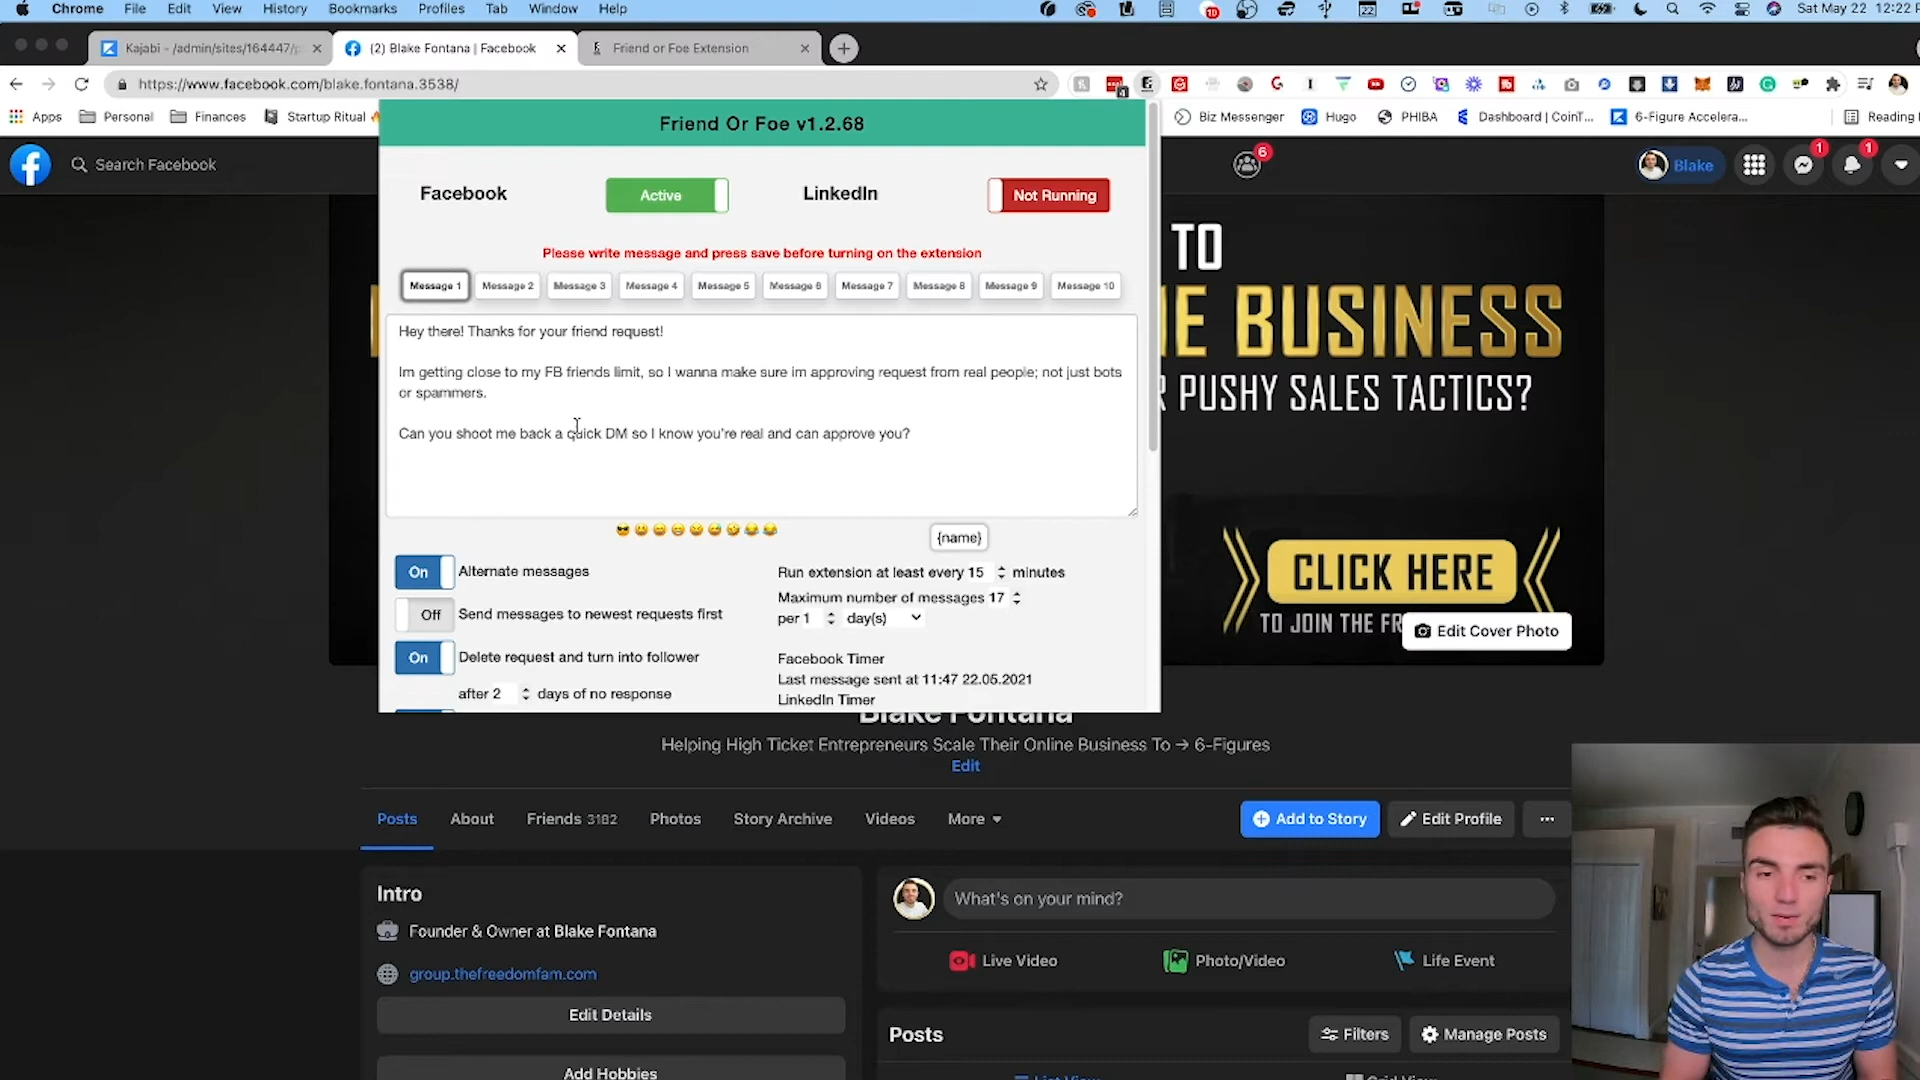 Chrome File Edit View History Bookmarks Profiles Tab Window Help
10 22 Sat May 22 12:22
Kajabi - /admin/sites/164447/p
(2) Blake Fontana | Facebook
Friend or Foe Extension
https://www.facebook.com/blake.fontana.3538/
Apps Personal Finances Startup Ritual Biz Messenger Hugo PHIBA Dashboard | CoinT... 6-Figure Accelera... Reading
Friend Or Foe v1.2.68
Search Facebook
6 Blake 1 1
Facebook Active LinkedIn Not Running
Please write message and press save before turning on the extension
Message 1 Message 2 Message 3 Message 4 Message 5 Message 6 Message 7 Message 8 Message 9 Message 10
Hey there! Thanks for your friend request!
Im getting close to my FB friends limit, so I wanna make sure im approving request from real people; not just bots
or spammers.
Can you shoot me back a quick DM so I know you're real and can approve you?
{name}
On Alternate messages
Off Send messages to newest requests first
On Delete request and turn into follower
after 2 days of no response
Run extension at least every 15 minutes
Maximum number of messages 17
per 1 day(s)
Facebook Timer
Last message sent at 11:47 22.05.2021
LinkedIn Timer
TO
E BUSINESS
PUSHY SALES TACTICS?
CLICK HERE
TO JOIN THE FR
Edit Cover Photo
Blake Fontana
Helping High Ticket Entrepreneurs Scale Their Online Business To → 6-Figures
Edit
Posts About Friends 3182 Photos Story Archive Videos More
Add to Story Edit Profile ...
Intro
Founder & Owner at Blake Fontana
group.thefreedomfam.com
Edit Details
Add Hobbies
What's on your mind?
Live Video Photo/Video Life Event
Posts Filters Manage Posts